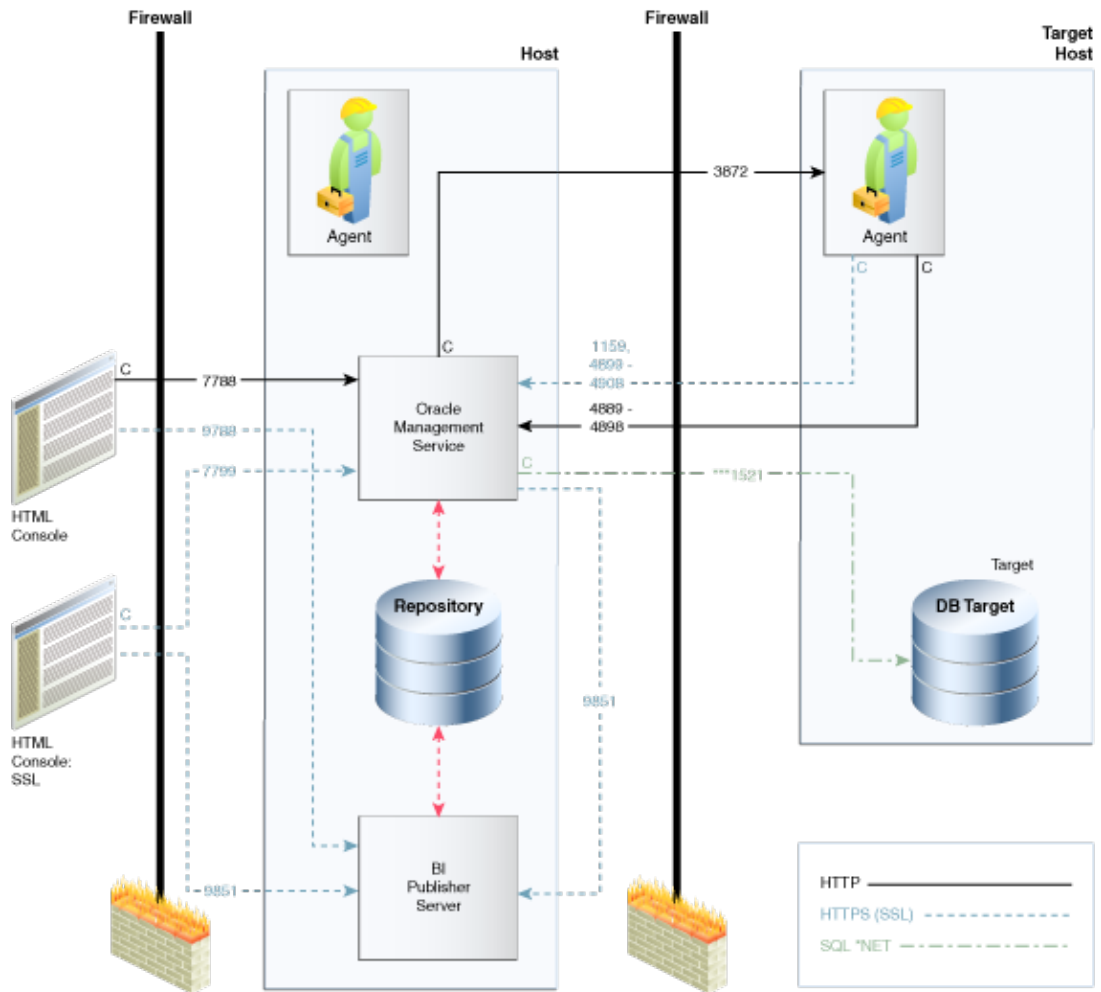 Firewall
Firewall
Host
Target
Host
Agent
Agent
3872
C
C
C
C
7788
1159,
4899 -
4908
4889 -
4898
Oracle
Management
Service
9788
7799
C
***1521
HTML
Console
C
Repository
Target
DB Target
9851
HTML
Console:
SSL
BI
Publisher
Server
9851
HTTP
HTTPS (SSL)
SQL *NET